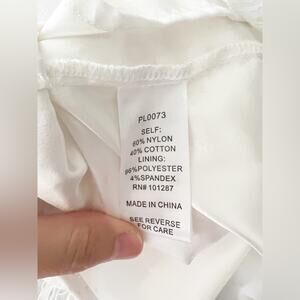 PL0073
SELF:
60% NYLON
40% COTTON
LINING:
96%POLYESTER
4%SPANDEX
RN# 101287
MADE IN CHINA
SEE REVERSE
FOR CARE